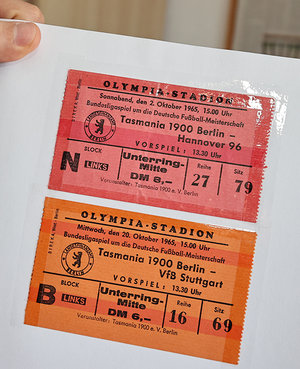 OLYMPIA-STADION
Sonnabend, den 2. Oktober 1965, 15.00 Uhr
Bundesligaspiel um die Deutsche Fußball-Meisterschaft
Tasmania 1900 Berlin –
Hannover 96
VORSPIEL: 13.30 UHR
BLOCK
N LINKS
Unterring-
Mitte
DM 6,–
Reihe
27
Sitz
79
Veranstalter: Tasmania 1900 e. V. Berlin
OLYMPIA-STADION
Mittwoch, den 20. Oktober 1965, 15.00 Uhr
Bundesligaspiel um die Deutsche Fußball-Meisterschaft
Tasmania 1900 Berlin –
VfB Stuttgart
VORSPIEL: 13.30 Uhr
BLOCK
B LINKS
Unterring-
Mitte
DM 6,–
Reihe
16
Sitz
69
Veranstalter: Tasmania 1900 e. V. Berlin